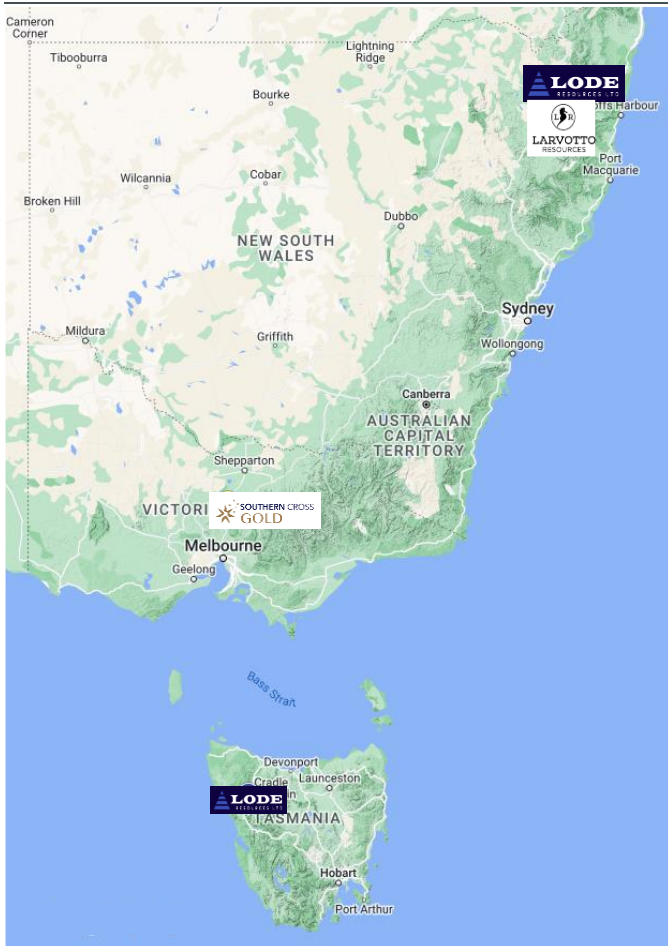 Cameron
Corner
Tibooburra
Lightning
Ridge
LODE
RESOURCES LTD
Bourke
offs Harbour
LR
LARVOTTO
RESOURCES
Port
Macquarie
Wilcannia
Cobar
Broken Hill
Dubbo
NEW SOUTH
WALES
Sydney
Mildura
Griffith
Wollongong
Canberra
AUSTRALIAN
CAPITAL
TERRITORY
Shepparton
VICTORI
SOUTHERN CROSS
GOLD
Melbourne
Geelong
Bass Strait
Devonport
Cradle
Launceston
in
LODE
RESOURCES LTD
TASMANIA
Hobart
Port Arthur